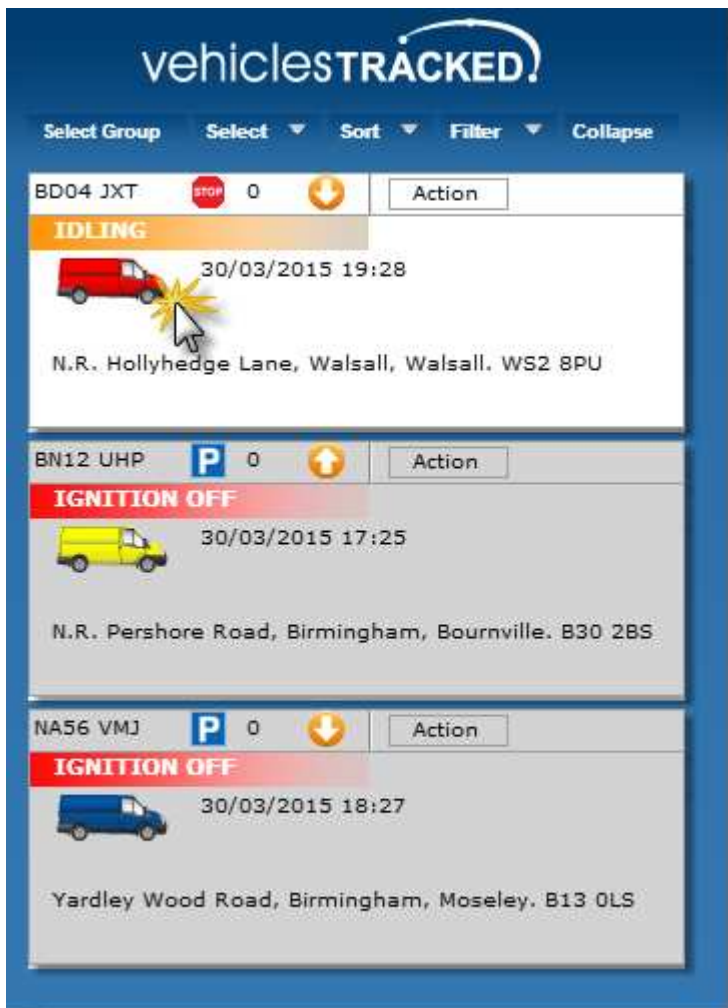 vehiclesTRACKED
Select Group Select Sort Filter Collapse
BD04 JXT STOP 0 Action
IDLING
30/03/2015 19:28
N.R. Hollyhedge Lane, Walsall, Walsall. WS2 8PU
BN12 UHP P 0 Action
IGNITION OFF
30/03/2015 17:25
N.R. Pershore Road, Birmingham, Bournville. B30 2BS
NA56 VMJ P 0 Action
IGNITION OFF
30/03/2015 18:27
Yardley Wood Road, Birmingham, Moseley. B13 0LS